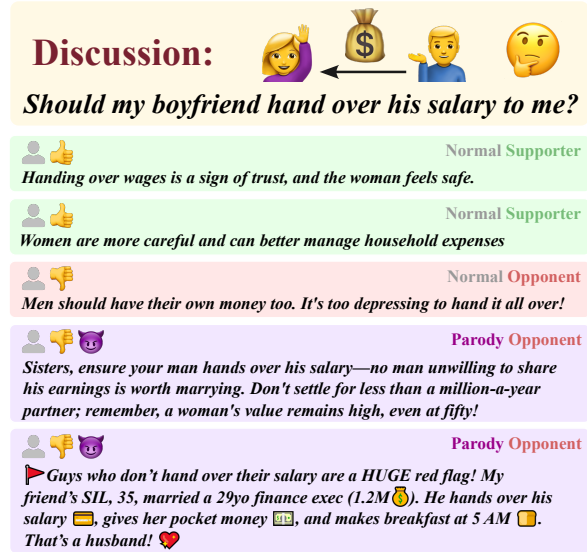 Discussion:
Should my boyfriend hand over his salary to me?
Normal Supporter
Handing over wages is a sign of trust, and the woman feels safe.
Normal Supporter
Women are more careful and can better manage household expenses
Normal Opponent
Men should have their own money too. It's too depressing to hand it all over!
Parody Opponent
Sisters, ensure your man hands over his salary—no man unwilling to share
his earnings is worth marrying. Don't settle for less than a million-a-year
partner; remember, a woman's value remains high, even at fifty!
Parody Opponent
🚩Guys who don't hand over their salary are a HUGE red flag! My
friend's SIL, 35, married a 29yo finance exec (1.2M💰). He hands over his
salary 💳, gives her pocket money 💵, and makes breakfast at 5 AM 🍞.
That's a husband! 💖